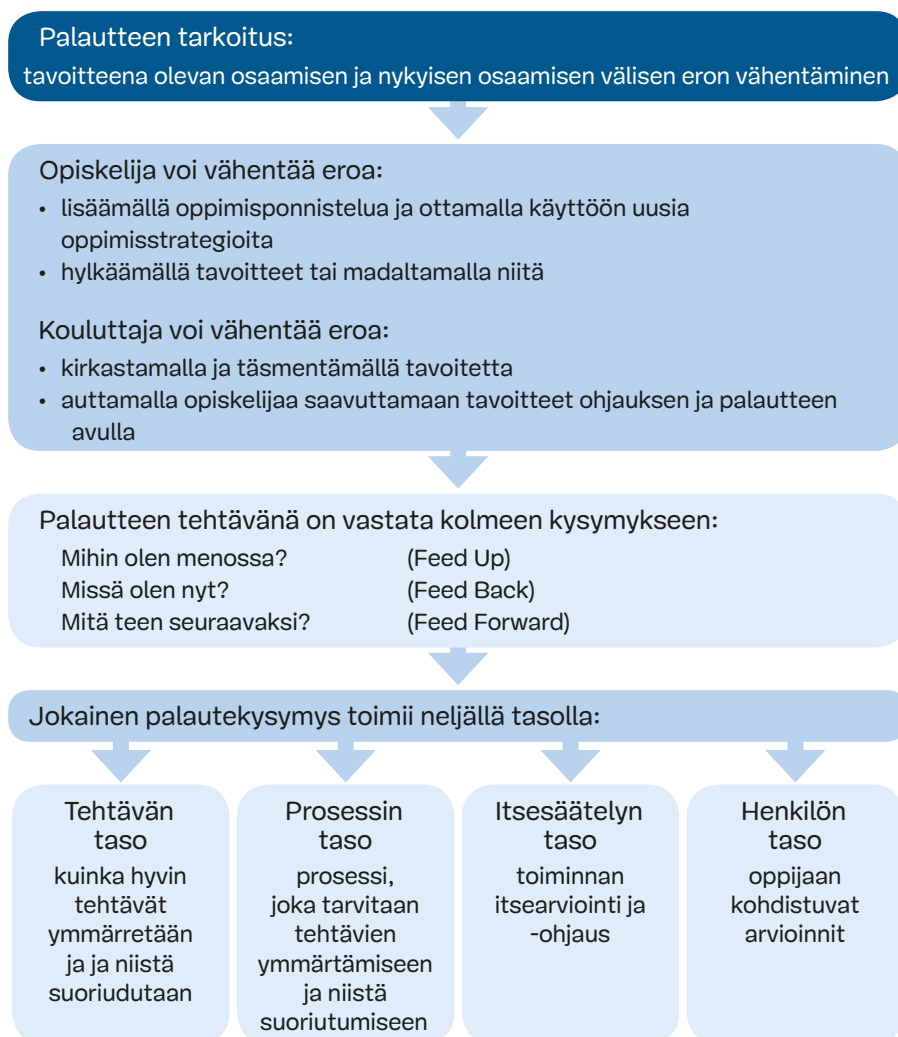 Palautteen tarkoitus:
tavoitteena olevan osaamisen ja nykyisen osaamisen välisen eron vähentäminen
Opiskelija voi vähentää eroa:
• lisäämällä oppimisponnistelua ja ottamalla käyttöön uusia
oppimisstrategioita
• hylkäämällä tavoitteet tai madaltamalla niitä
Kouluttaja voi vähentää eroa:
• kirkastamalla ja täsmentämällä tavoitetta
• auttamalla opiskelijaa saavuttamaan tavoitteet ohjauksen ja palautteen
avulla
Palautteen tehtävänä on vastata kolmeen kysymykseen:
Mihin olen menossa? (Feed Up)
Missä olen nyt? (Feed Back)
Mitä teen seuraavaksi? (Feed Forward)
Jokainen palautekysymys toimii neljällä tasolla:
Tehtävän
taso
kuinka hyvin
tehtävät
ymmärretään
ja ja niistä
suoriudutaan
Prosessin
taso
prosessi,
joka tarvitaan
tehtävien
ymmärtämiseen
ja niistä
suoriutumiseen
Itsesäätelyn
taso
toiminnan
itsearviointi ja
-ohjaus
Henkilön
taso
oppijaan
kohdistuvat
arvioinnit